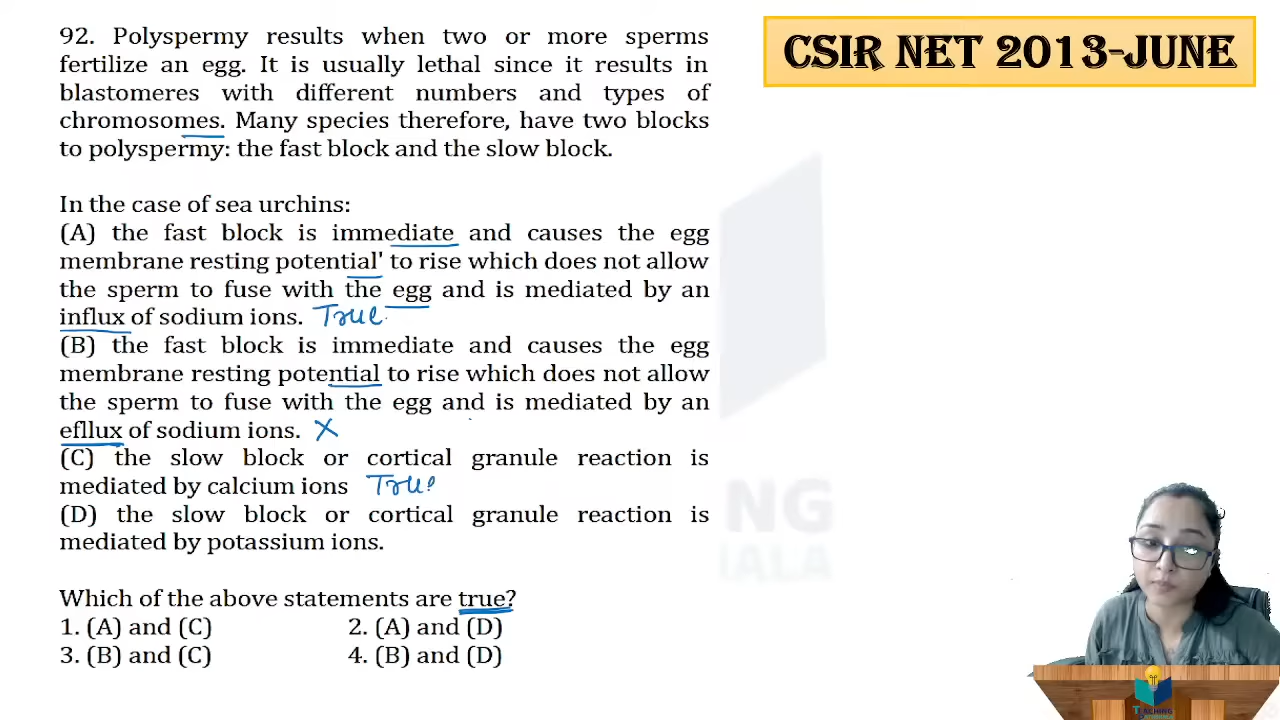 92. Polyspermy results when two or more sperms
fertilize an egg. It is usually lethal since it results in
blastomeres with different numbers and types of
chromosomes. Many species therefore, have two blocks
to polyspermy: the fast block and the slow block.
In the case of sea urchins:
(A) the fast block is immediate and causes the egg
membrane resting potential' to rise which does not allow
the sperm to fuse with the egg and is mediated by an
influx of sodium ions. True.
(B) the fast block is immediate and causes the egg
membrane resting potential to rise which does not allow
the sperm to fuse with the egg and is mediated by an
efllux of sodium ions. X
(C) the slow block or cortical granule reaction is
mediated by calcium ions True
(D) the slow block or cortical granule reaction is
mediated by potassium ions.
Which of the above statements are true?
1. (A) and (C) 2. (A) and (D)
3. (B) and (C) 4. (B) and (D)
CSIR NET 2013-JUNE
NG
HALA
TEACHING